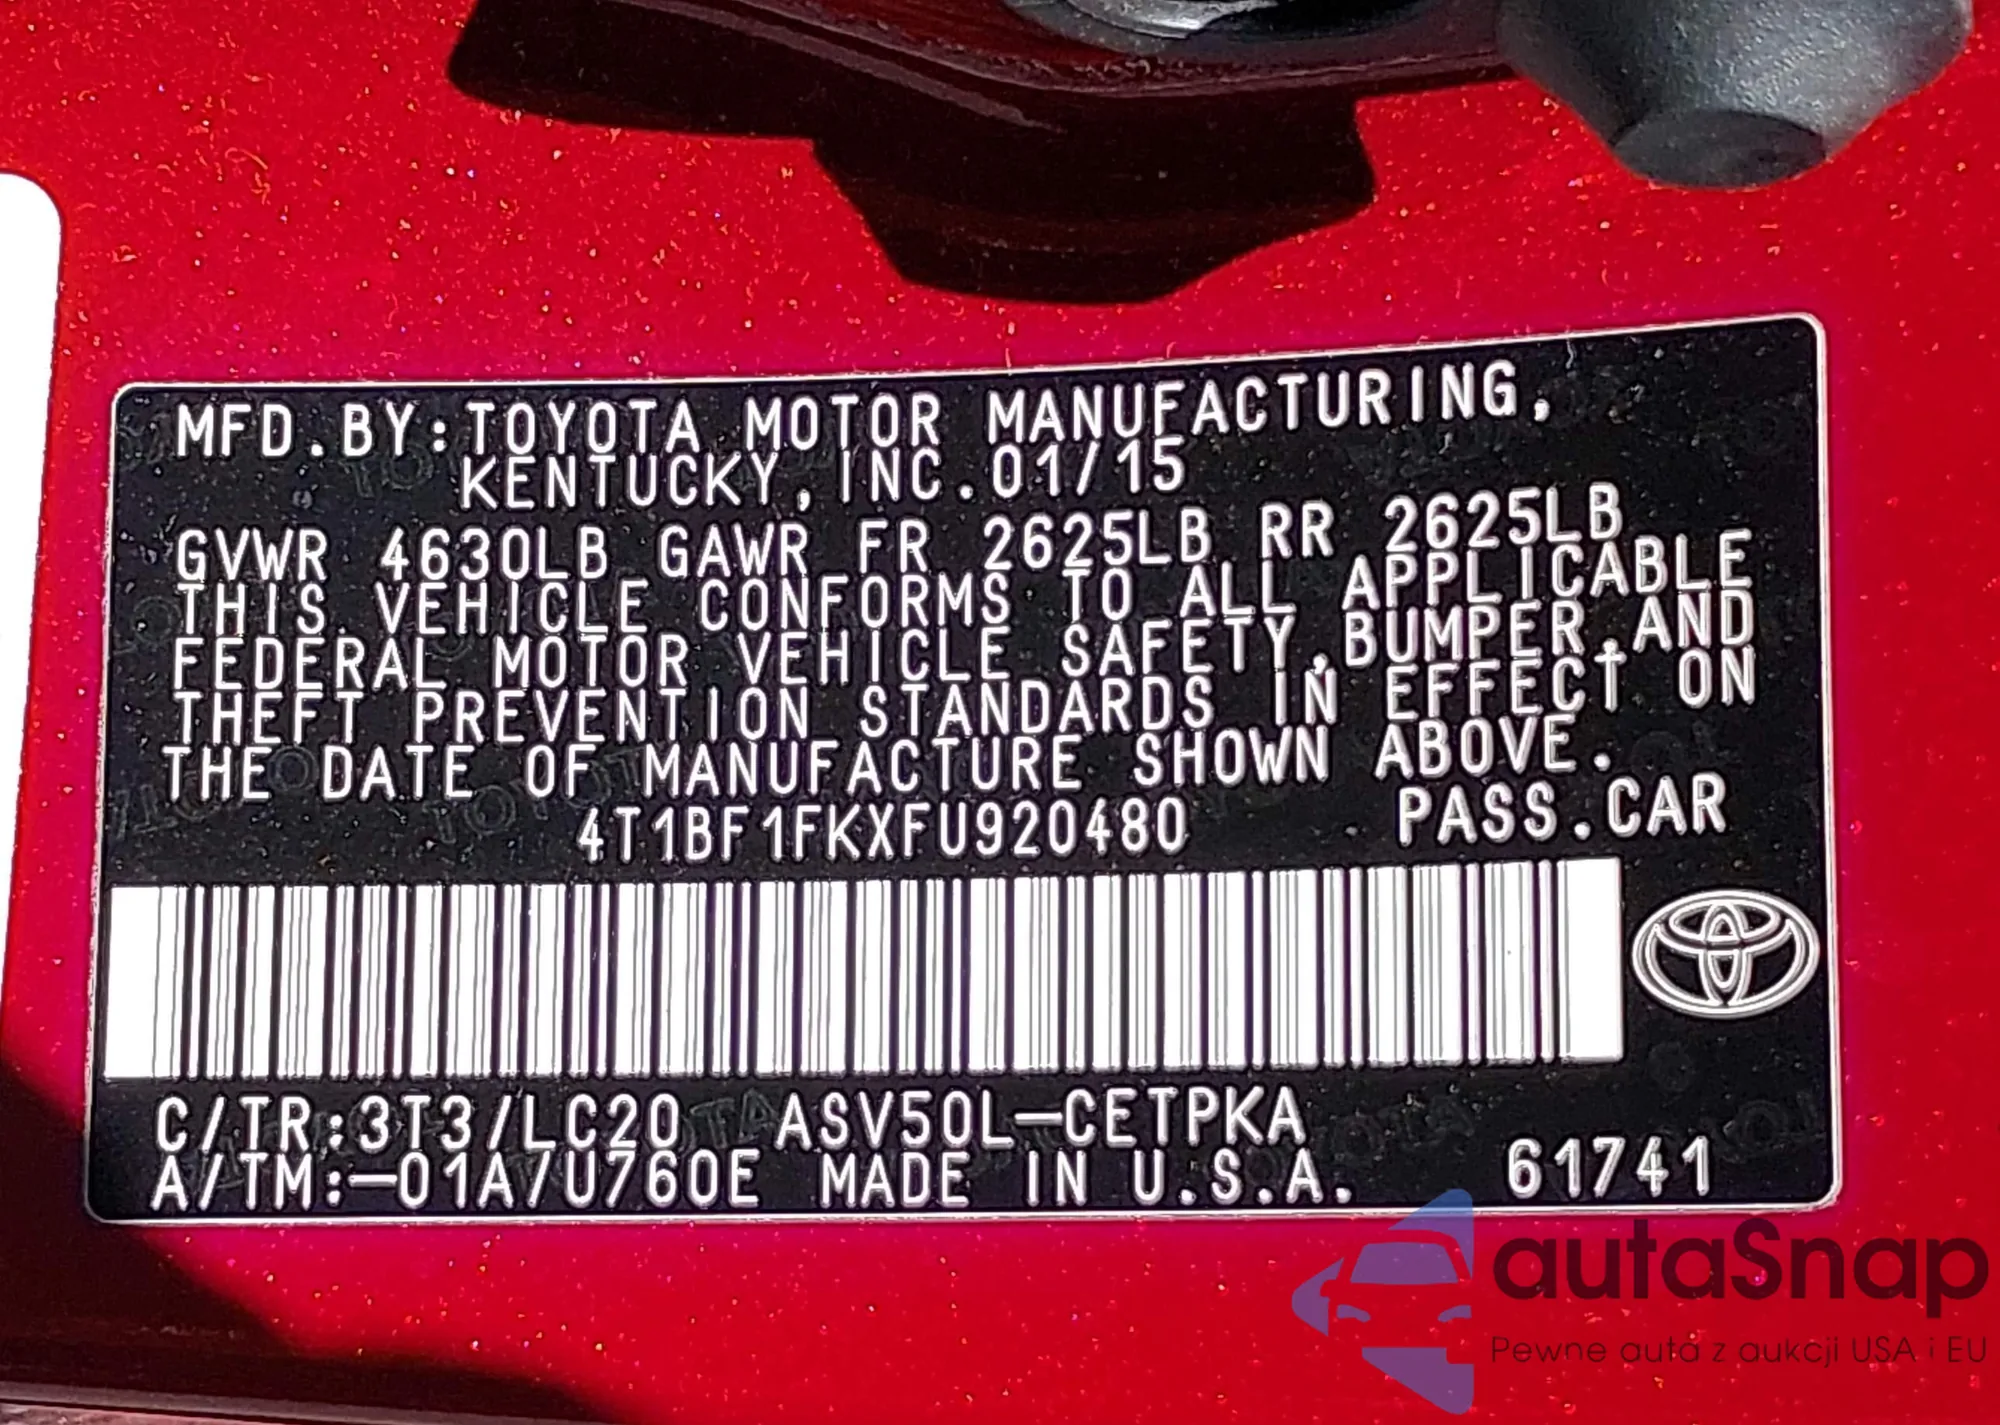 MFD.BY:TOYOTA MOTOR MANUFACTURING,
KENTUCKY, INC. 01/15
GVWR 4630LB GAWR FR 2625LB RR 2625LB
THIS VEHICLE CONFORMS TO ALL APPLICABLE
FEDERAL MOTOR VEHICLE SAFETY,BUMPER,AND
THEFT PREVENTION STANDARDS IN EFFECT ON
THE DATE OF MANUFACTURE SHOWN ABOVE.
4T1BF1FKXFU920480 PASS.CAR
C/TR:3T3/LC20 ASV50L-CETPKA
A/TM:-01A/U760E MADE IN U.S.A. 61741
autaSnap
Pewne auta z aukcji USA i EU